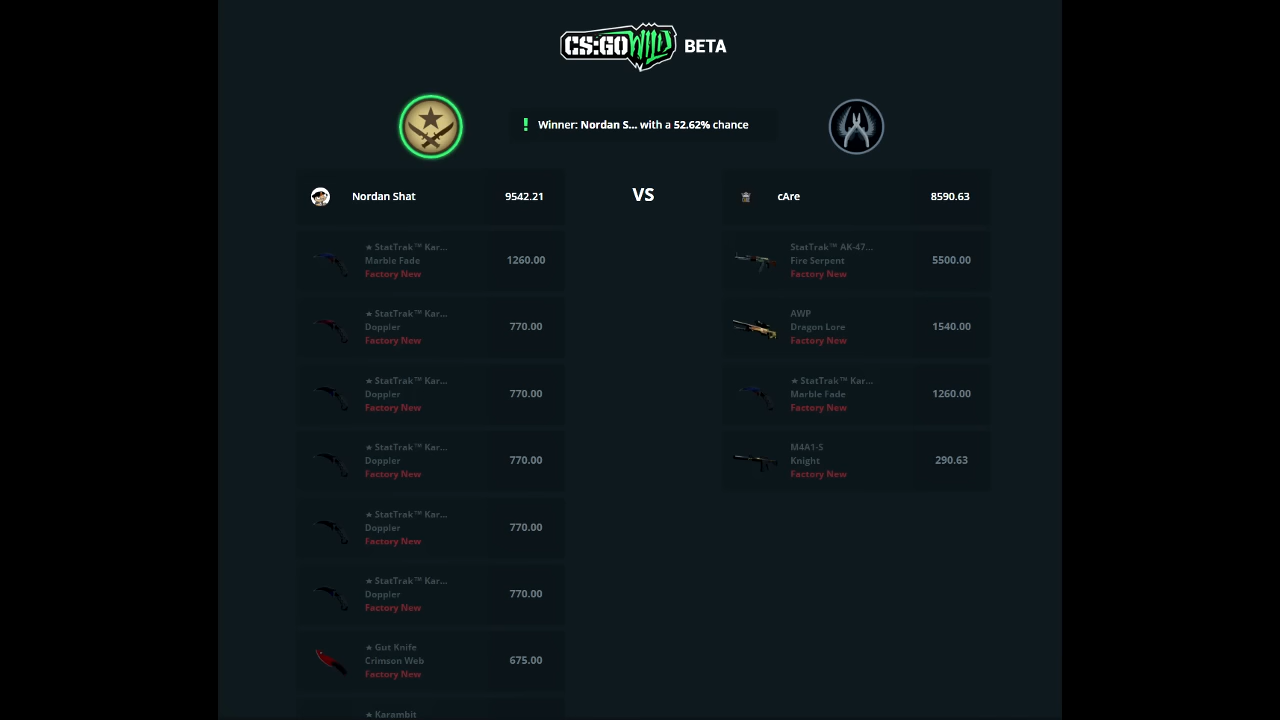 CS:GO WILD BETA
! Winner: Nordan S... with a 52.62% chance
Nordan Shat
9542.21
VS
cAre
8590.63
★ StatTrak™ Kar...
Marble Fade
Factory New
1260.00
★ StatTrak™ Kar...
Doppler
Factory New
770.00
★ StatTrak™ Kar...
Doppler
Factory New
770.00
★ StatTrak™ Kar...
Doppler
Factory New
770.00
★ StatTrak™ Kar...
Doppler
Factory New
770.00
★ StatTrak™ Kar...
Doppler
Factory New
770.00
★ Gut Knife
Crimson Web
Factory New
675.00
★ Karambit
StatTrak™ AK-47...
Fire Serpent
Factory New
5500.00
AWP
Dragon Lore
Factory New
1540.00
★ StatTrak™ Kar...
Marble Fade
Factory New
1260.00
M4A1-S
Knight
Factory New
290.63